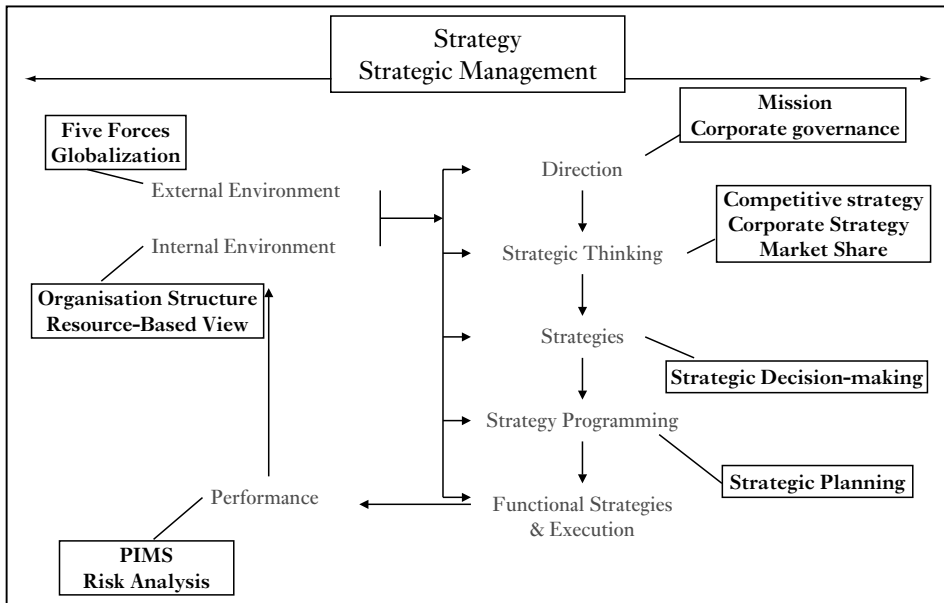 Strategy
Strategic Management
Five Forces
Globalization
External Environment
Internal Environment
Organisation Structure
Resource-Based View
Performance
PIMS
Risk Analysis
Mission
Corporate governance
Direction
Competitive strategy
Corporate Strategy
Market Share
Strategic Thinking
Strategies
Strategic Decision-making
Strategy Programming
Strategic Planning
Functional Strategies
& Execution